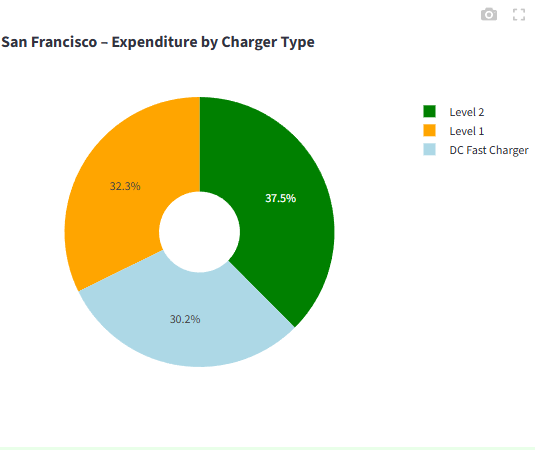 San Francisco – Expenditure by Charger Type
Level 2
Level 1
DC Fast Charger
32.3%
37.5%
30.2%